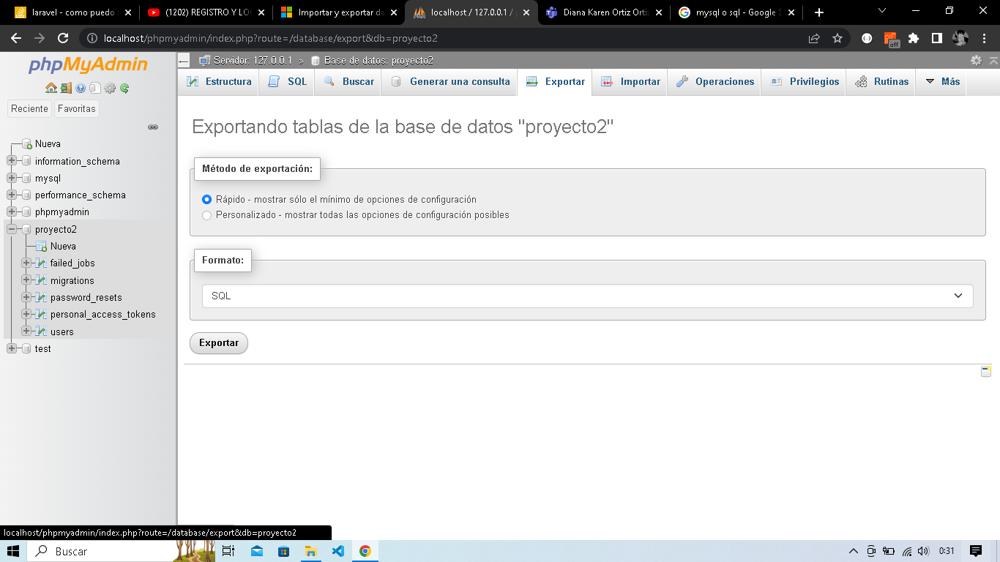 laravel - como puedo
(1202) REGISTRO Y LO
Importar y exportar da
localhost / 127.0.0.1 /
Diana Karen Ortiz Ortiz
mysql o sql - Google S
localhost/phpmyadmin/index.php?route=/database/export&db=proyecto2
off
phpMyAdmin
Reciente
Favoritas
Nueva
information_schema
mysql
performance_schema
phpmyadmin
proyecto2
Nueva
failed_jobs
migrations
password_resets
personal_access_tokens
users
test
Servidor: 127.0.0.1 » Base de datos: proyecto2
Estructura
SQL
Buscar
Generar una consulta
Exportar
Importar
Operaciones
Privilegios
Rutinas
Más
Exportando tablas de la base de datos "proyecto2"
Método de exportación:
Rápido - mostrar sólo el mínimo de opciones de configuración
Personalizado - mostrar todas las opciones de configuración posibles
Formato:
SQL
Exportar
localhost/phpmyadmin/index.php?route=/database/export&db=proyecto2
Buscar
0:31